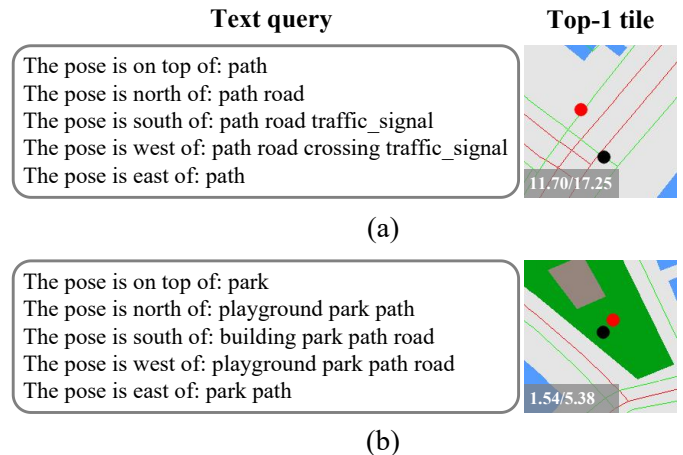 Text query
Top-1 tile
The pose is on top of: path
The pose is north of: path road
The pose is south of: path road traffic_signal
The pose is west of: path road crossing traffic_signal
The pose is east of: path
11.70/17.25
(a)
The pose is on top of: park
The pose is north of: playground park path
The pose is south of: building park path road
The pose is west of: playground park path road
The pose is east of: park path
1.54/5.38
(b)